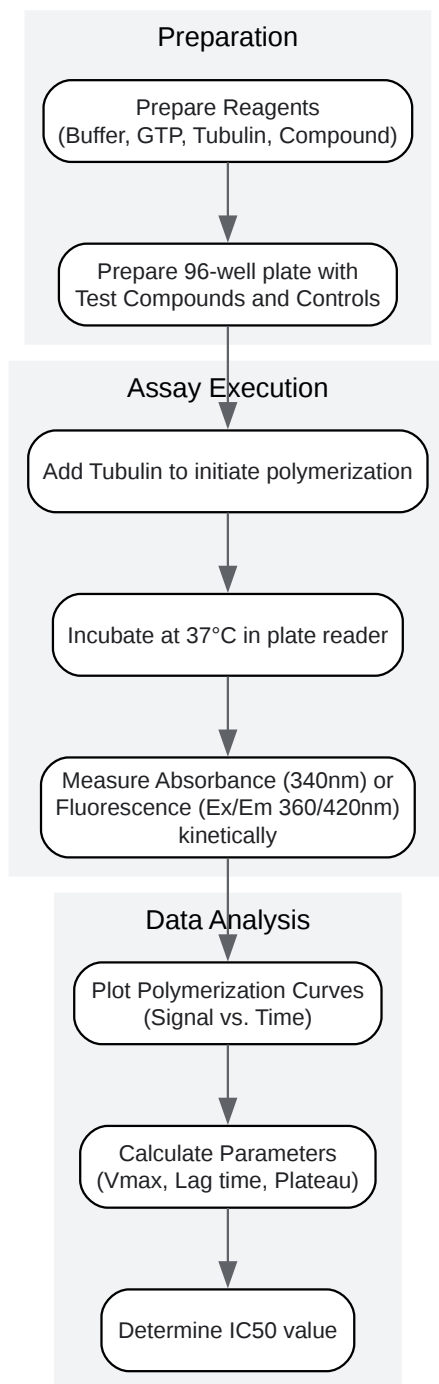 Preparation
Prepare Reagents
(Buffer, GTP, Tubulin, Compound)
Prepare 96-well plate with
Test Compounds and Controls
Assay Execution
Add Tubulin to initiate polymerization
Incubate at 37°C in plate reader
Measure Absorbance (340nm) or
Fluorescence (Ex/Em 360/420nm)
kinetically
Data Analysis
Plot Polymerization Curves
(Signal vs. Time)
Calculate Parameters
(Vmax, Lag time, Plateau)
Determine IC50 value